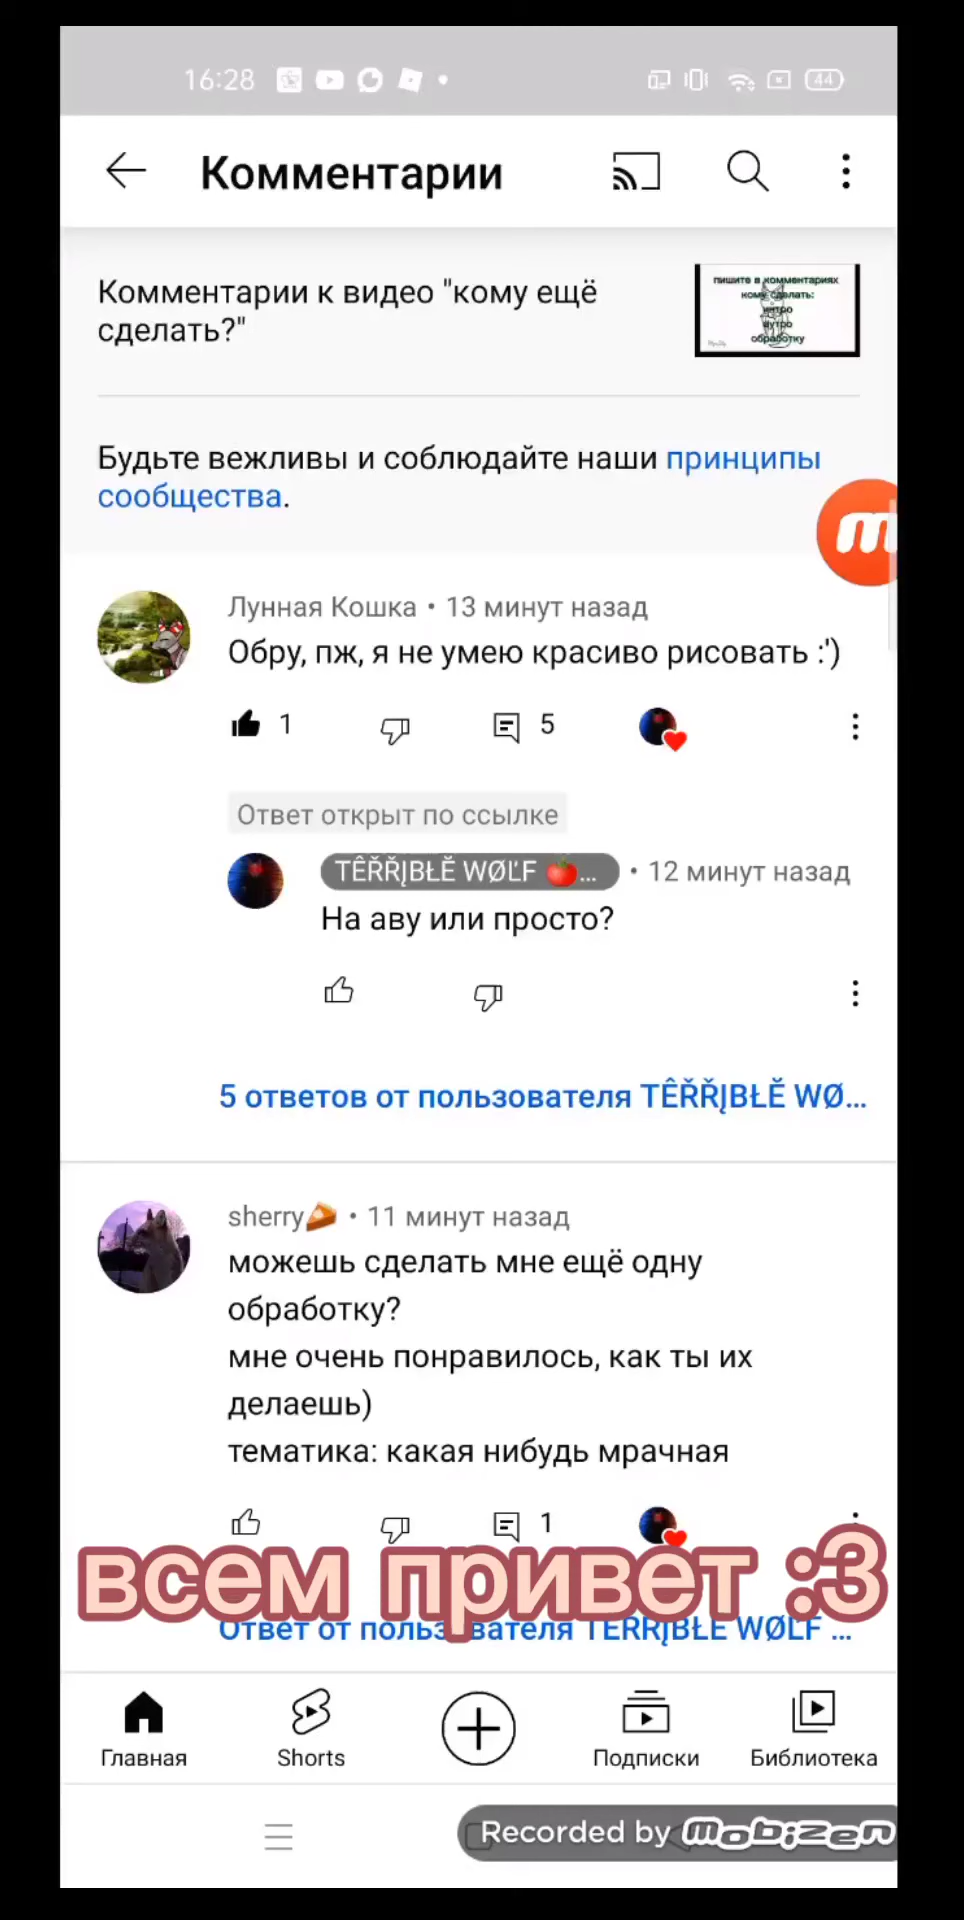 16:28
44
Комментарии
Комментарии к видео "кому ещё
сделать?"
пишите в комментариях
кому сделать:
интро
аутро
обработку
Будьте вежливы и соблюдайте наши принципы
сообщества.
m
Лунная Кошка • 13 минут назад
Обру, пж, я не умею красиво рисовать :')
1
5
Ответ открыт по ссылке
TÊŘŘĮBŁĚ WØĽF 🍅... • 12 минут назад
На аву или просто?
5 ответов от пользователя TÊŘŘĮBŁĚ WØ...
sherry🥧 • 11 минут назад
можешь сделать мне ещё одну
обработку?
мне очень понравилось, как ты их
делаешь)
тематика: какая нибудь мрачная
1
всем привет :3
Ответ от пользователя TÊŘŘĮBŁĚ WØĽF ...
Главная
Shorts
Подписки
Библиотека
Recorded by Mobizen